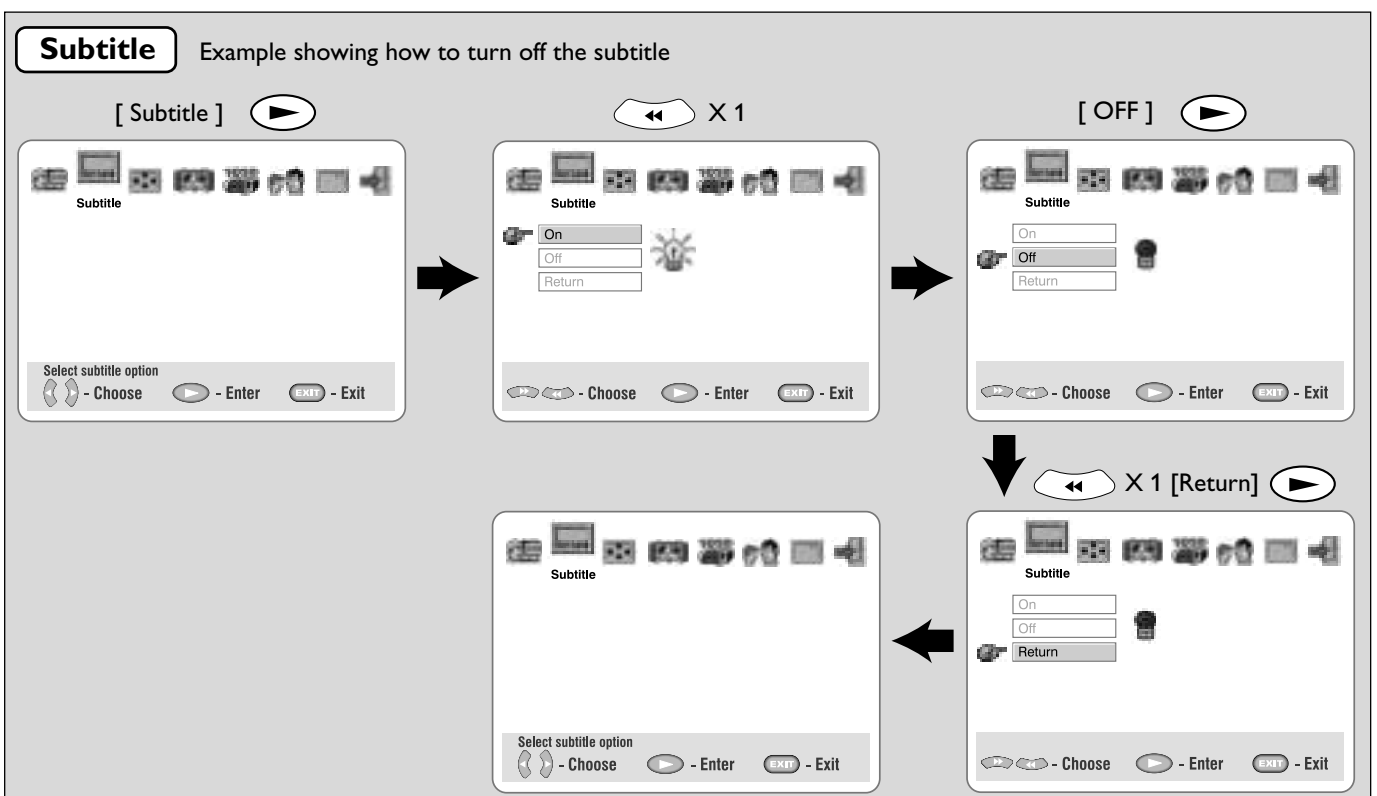 Subtitle Example showing how to turn off the subtitle
[ Subtitle ]
Subtitle
Select subtitle option
- Choose - Enter EXIT - Exit
X 1
Subtitle
On
Off
Return
- Choose - Enter EXIT - Exit
[ OFF ]
Subtitle
On
Off
Return
- Choose - Enter EXIT - Exit
X 1 [Return]
Subtitle
On
Off
Return
- Choose - Enter EXIT - Exit
Subtitle
Select subtitle option
- Choose - Enter EXIT - Exit